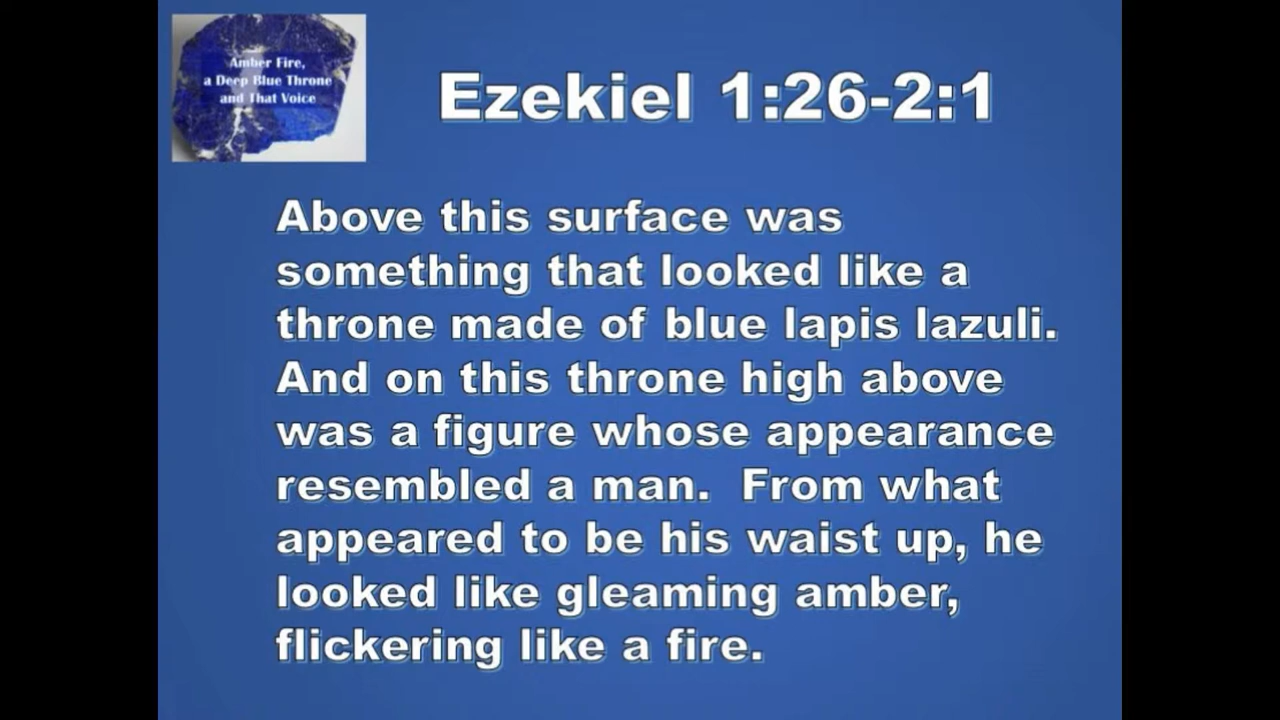 Amber Fire,
a Deep Blue Throne
and That Voice
Ezekiel 1:26-2:1
Above this surface was
something that looked like a
throne made of blue lapis lazuli.
And on this throne high above
was a figure whose appearance
resembled a man.  From what
appeared to be his waist up, he
looked like gleaming amber,
flickering like a fire.